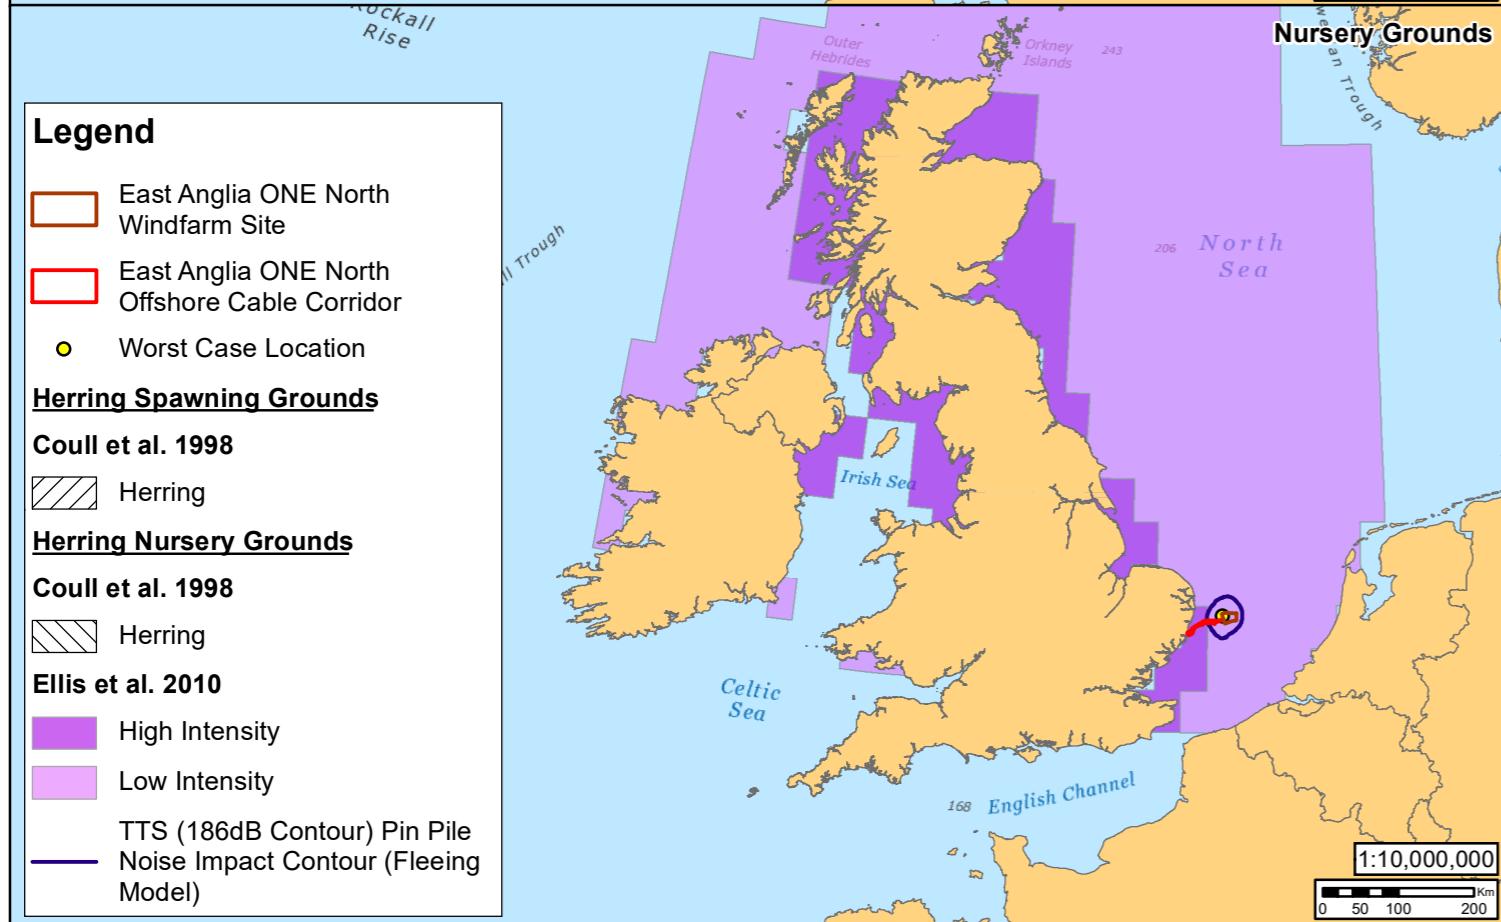 Rockall
Rise
Nursery Grounds
Outer
Hebrides
Orkney
Islands
243
Trough
Legend
East Anglia ONE North
Windfarm Site
East Anglia ONE North
Offshore Cable Corridor
Worst Case Location
Herring Spawning Grounds
Coull et al. 1998
Herring
Herring Nursery Grounds
Coull et al. 1998
Herring
Ellis et al. 2010
High Intensity
Low Intensity
TTS (186dB Contour) Pin Pile
Noise Impact Contour (Fleeing
Model)
Trough
206
North
Sea
Irish Sea
Celtic
Sea
168
English Channel
1:10,000,000
Km
0 50 100 200